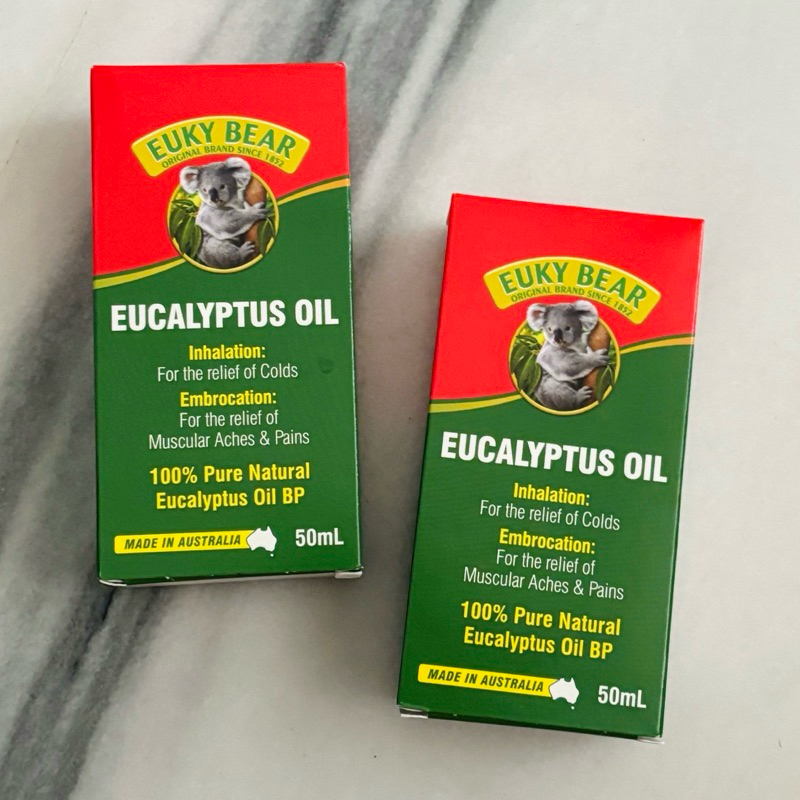 EUKY BEAR
ORIGINAL BRAND SINCE 1852
EUCALYPTUS OIL
Inhalation:
For the relief of Colds
Embrocation:
For the relief of
Muscular Aches & Pains
100% Pure Natural
Eucalyptus Oil BP
MADE IN AUSTRALIA
50mL
EUKY BEAR
ORIGINAL BRAND SINCE 1852
EUCALYPTUS OIL
Inhalation:
For the relief of Colds
Embrocation:
For the relief of
Muscular Aches & Pains
100% Pure Natural
Eucalyptus Oil BP
MADE IN AUSTRALIA
50mL